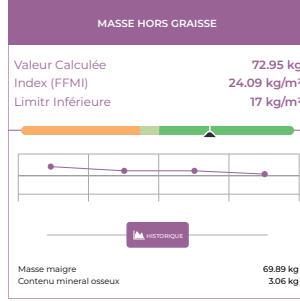 MASSE HORS GRAISSE
Valeur Calculée 72.95 kg
Index (FFMI) 24.09 kg/m²
Limitr Inférieure 17 kg/m²
HISTORIQUE
Masse maigre 69.89 kg
Contenu mineral osseux 3.06 kg